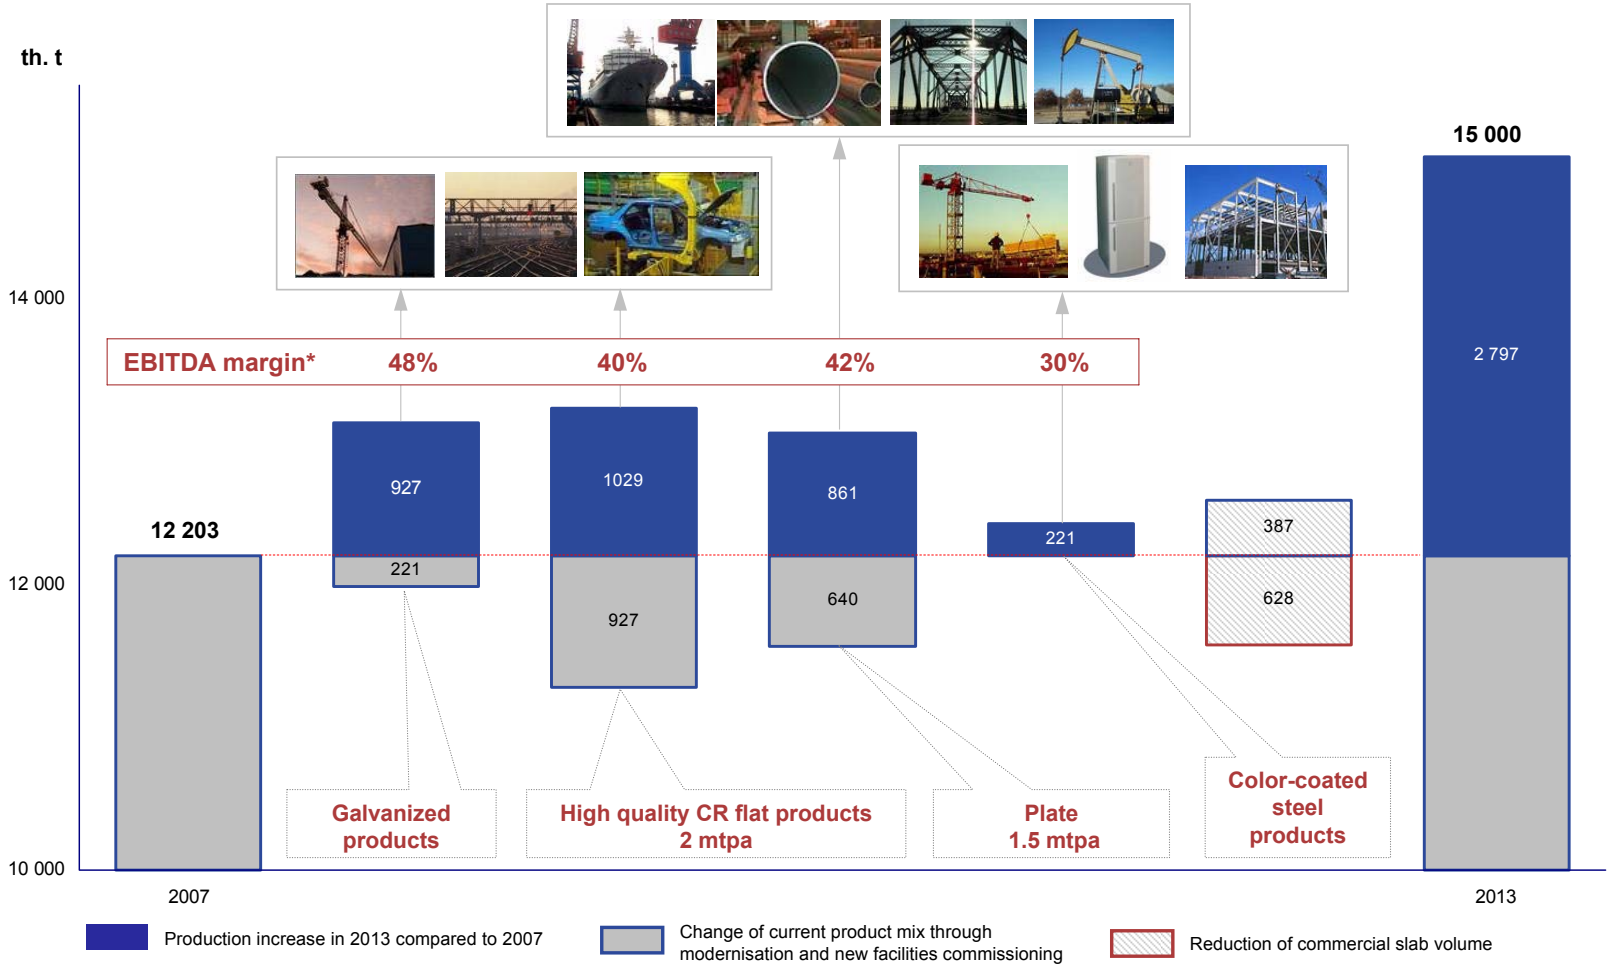 th. t
15 000
14 000
EBITDA margin* 48% 40% 42% 30%
2 797
927 1029 861 221 387
12 203
221 927 640 628
12 000
Galvanized
products
High quality CR flat products
2 mtpa
Plate
1.5 mtpa
Color-coated
steel
products
10 000
2007 2013
Production increase in 2013 compared to 2007
Change of current product mix through
modernisation and new facilities commissioning
Reduction of commercial slab volume